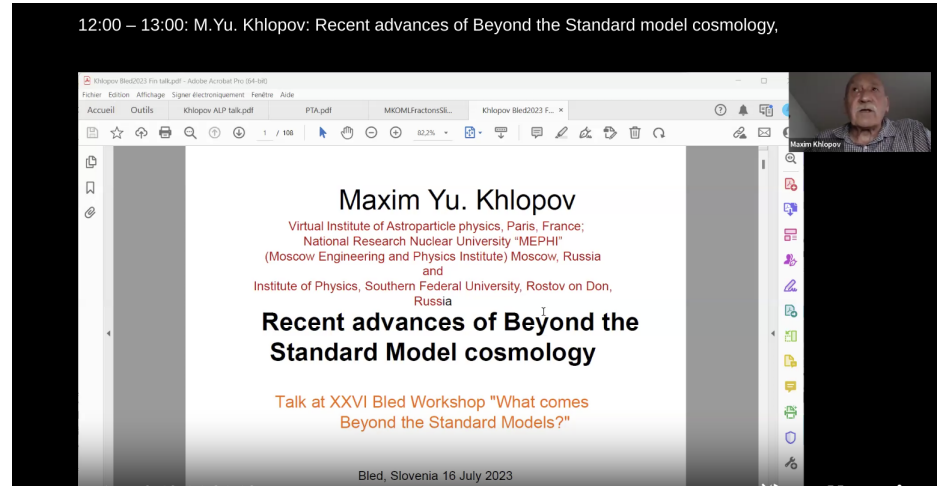 12:00 – 13:00: M.Yu. Khlopov: Recent advances of Beyond the Standard model cosmology,
Khlopov Bled2023 Fin talk.pdf - Adobe Acrobat Pro (64-bit)
Fichier Edition Affichage Signer électroniquement Fenêtre Aide
Accueil Outils Khlopov ALP talk.pdf PTA.pdf MKOMLFractonsSli... Khlopov Bled2023 F... ×
1 / 108 82,2%
Maxim Khlopov
Maxim Yu. Khlopov
Virtual Institute of Astroparticle physics, Paris, France;
National Research Nuclear University "MEPHI"
(Moscow Engineering and Physics Institute) Moscow, Russia
and
Institute of Physics, Southern Federal University, Rostov on Don,
Russia
Recent advances of Beyond the
Standard Model cosmology
Talk at XXVI Bled Workshop "What comes
Beyond the Standard Models?"
Bled, Slovenia 16 July 2023